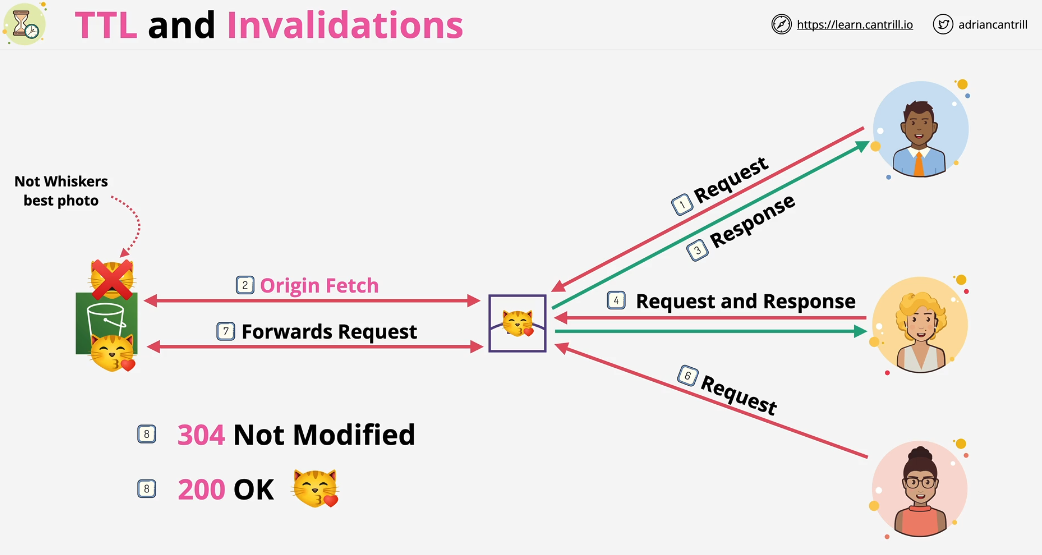 TTL and Invalidations
https://learn.cantrill.io
adriancantrill
Not Whiskers
best photo
1 Request
3 Response
2 Origin Fetch
4 Request and Response
7 Forwards Request
6 Request
8 304 Not Modified
8 200 OK